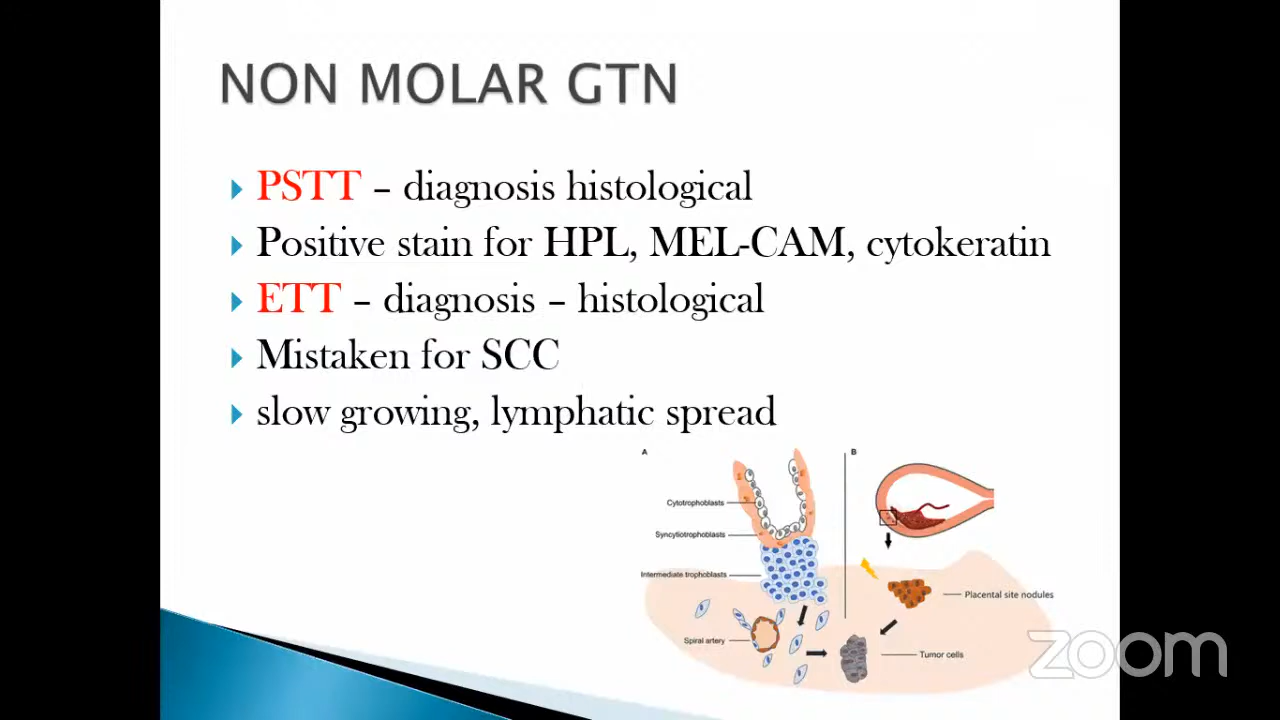 NON MOLAR GTN
PSTT – diagnosis histological
Positive stain for HPL, MEL-CAM, cytokeratin
ETT – diagnosis – histological
Mistaken for SCC
slow growing, lymphatic spread
A
B
Cytotrophoblasts
Syncytiotrophoblasts
Intermediate trophoblasts
Placental site nodules
Spiral artery
Tumor cells
zoom